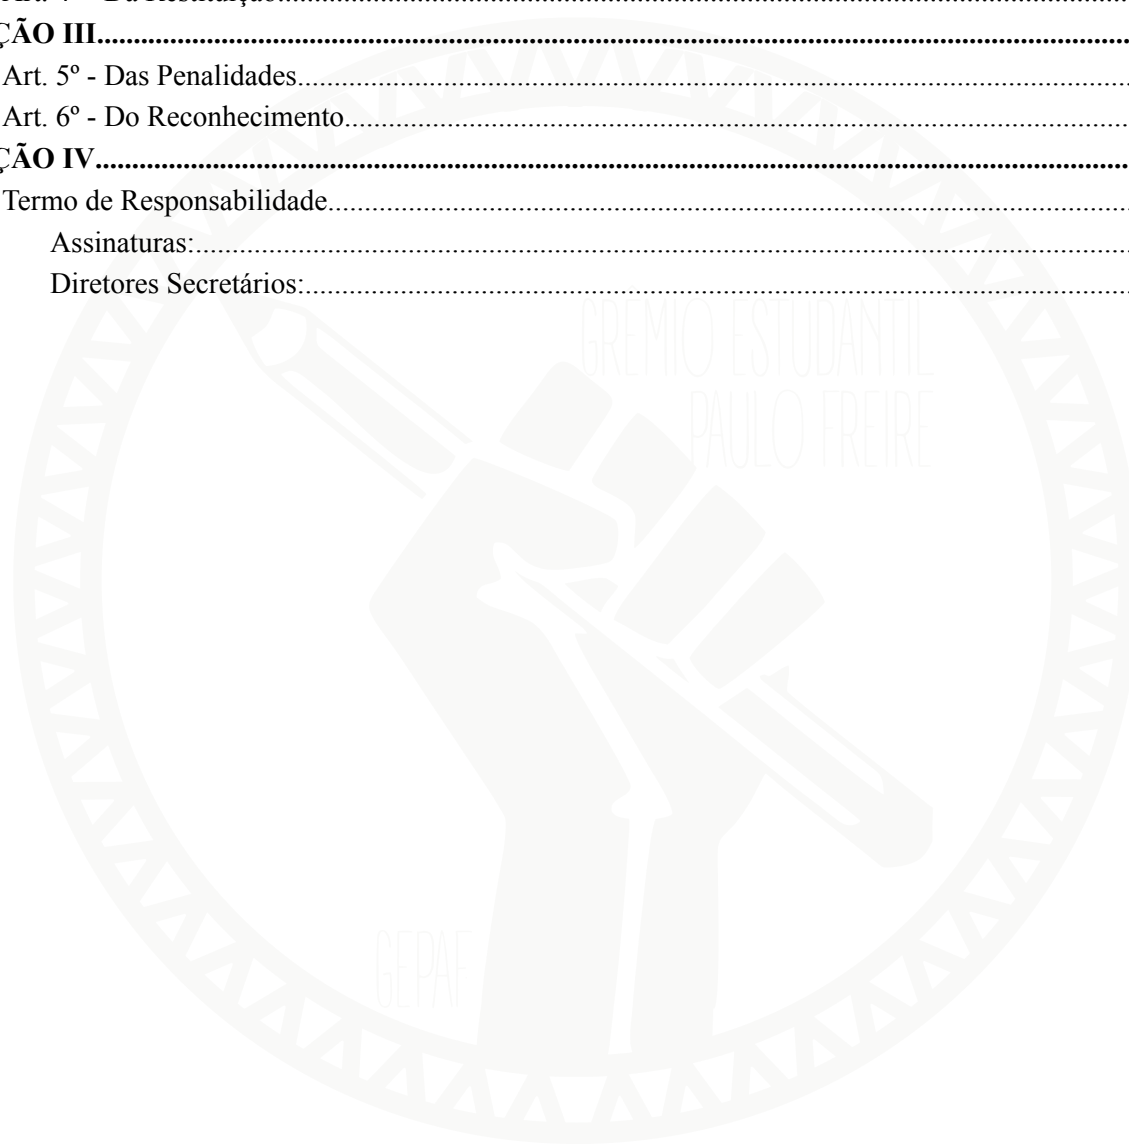 ÇÃO III
Art. 5º - Das Penalidades
Art. 6º - Do Reconhecimento
ÇÃO IV
Termo de Responsabilidade
Assinaturas:
Diretores Secretários:
GREMIO ESTUDANTIL
PAULO FREIRE
GEPAF